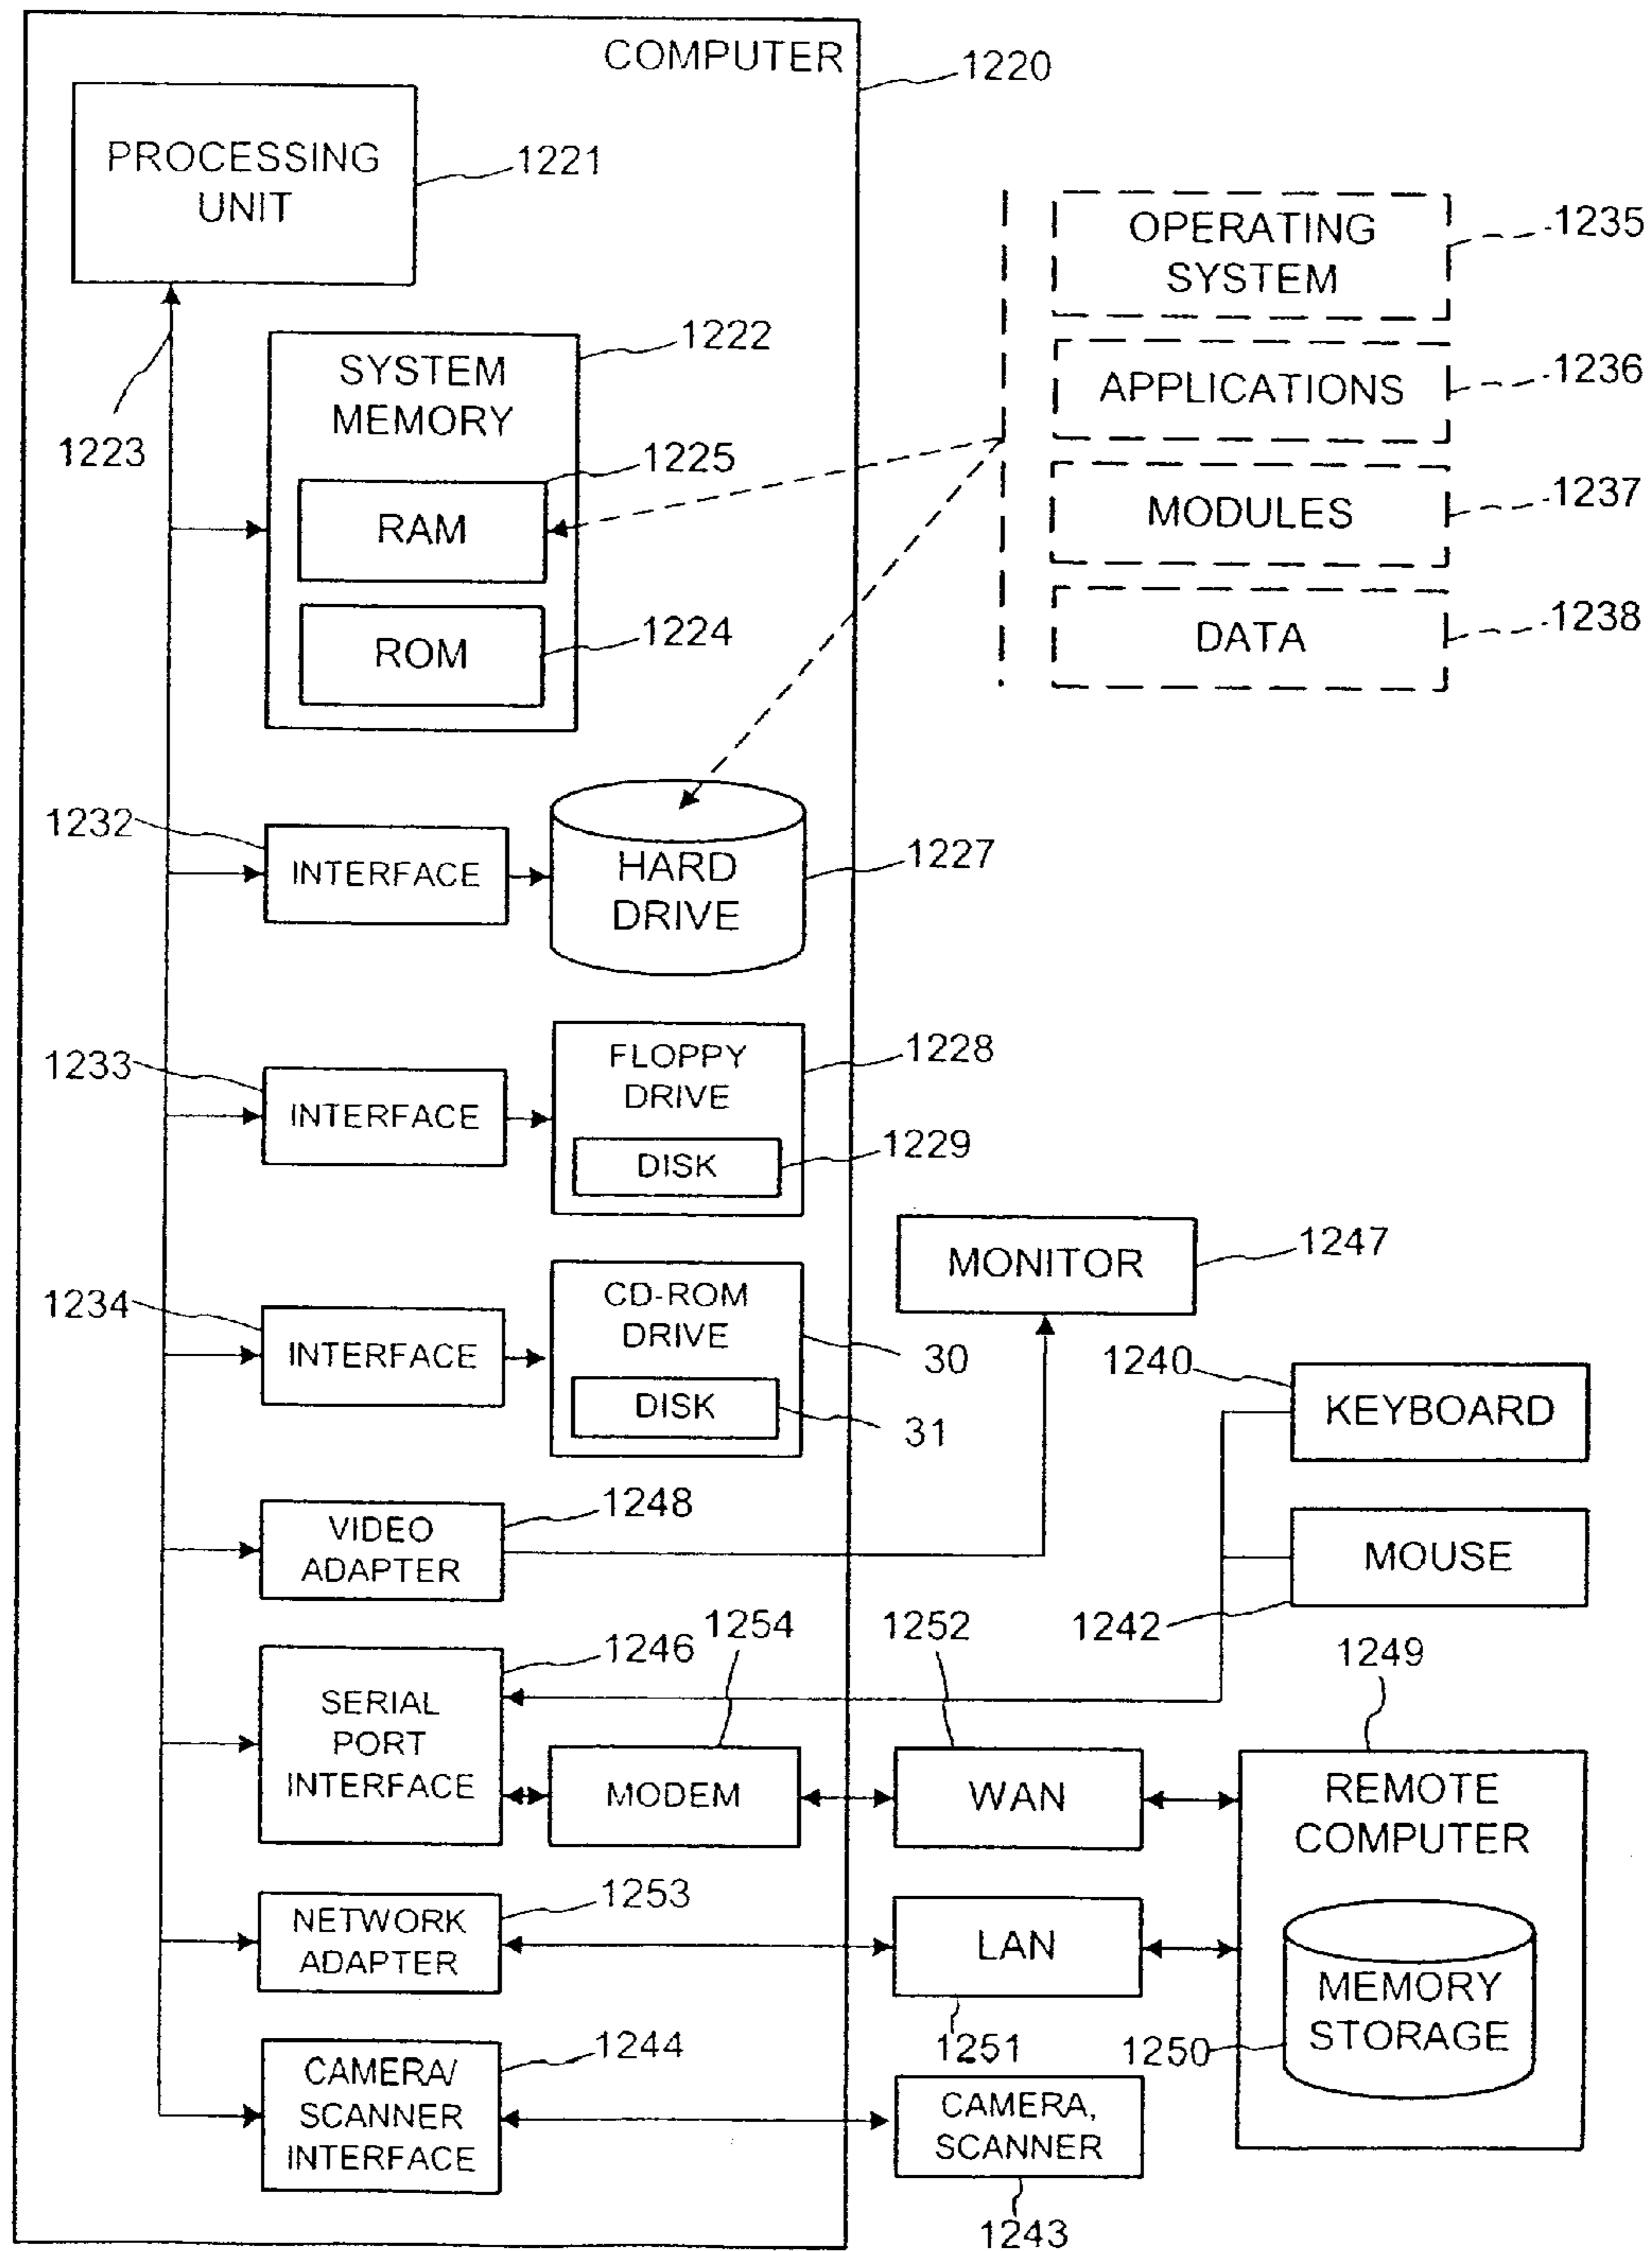 COMPUTER
1220
PROCESSING
UNIT
1221
1223
SYSTEM
MEMORY
1222
RAM
1225
ROM
1224
OPERATING
SYSTEM
1235
APPLICATIONS
1236
MODULES
1237
DATA
1238
1232
INTERFACE
HARD
DRIVE
1227
1233
INTERFACE
FLOPPY
DRIVE
1228
DISK
1229
1234
INTERFACE
CD-ROM
DRIVE
30
DISK
31
MONITOR
1247
1240
KEYBOARD
MOUSE
1242
VIDEO
ADAPTER
1248
SERIAL
PORT
INTERFACE
1246
1254
MODEM
1252
WAN
1249
REMOTE
COMPUTER
MEMORY
STORAGE
1250
NETWORK
ADAPTER
1253
LAN
1251
CAMERA/
SCANNER
INTERFACE
1244
CAMERA,
SCANNER
1243